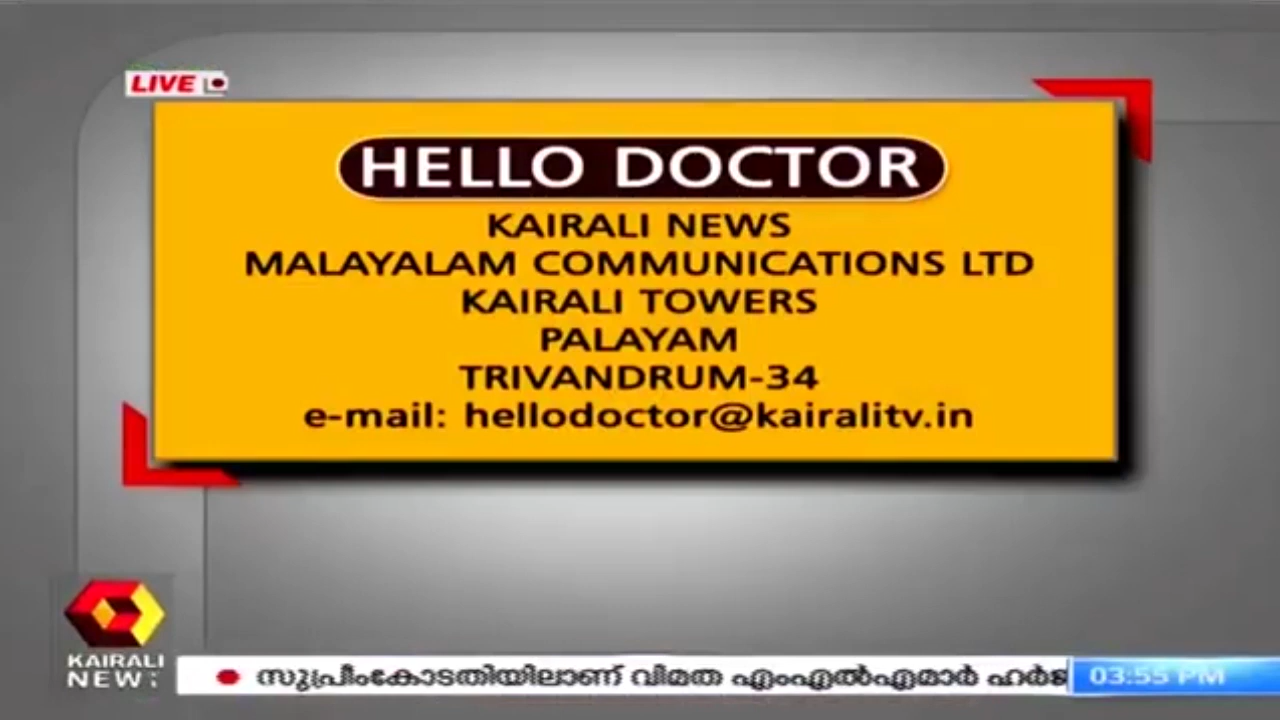 LIVE
HELLO DOCTOR
KAIRALI NEWS
MALAYALAM COMMUNICATIONS LTD
KAIRALI TOWERS
PALAYAM
TRIVANDRUM-34
e-mail: hellodoctor@kairalitv.in
KAIRALI
സുപ്രീംകോടതിയിലാണ് വിമത എംഎൽഎമാർ
03:55 PM